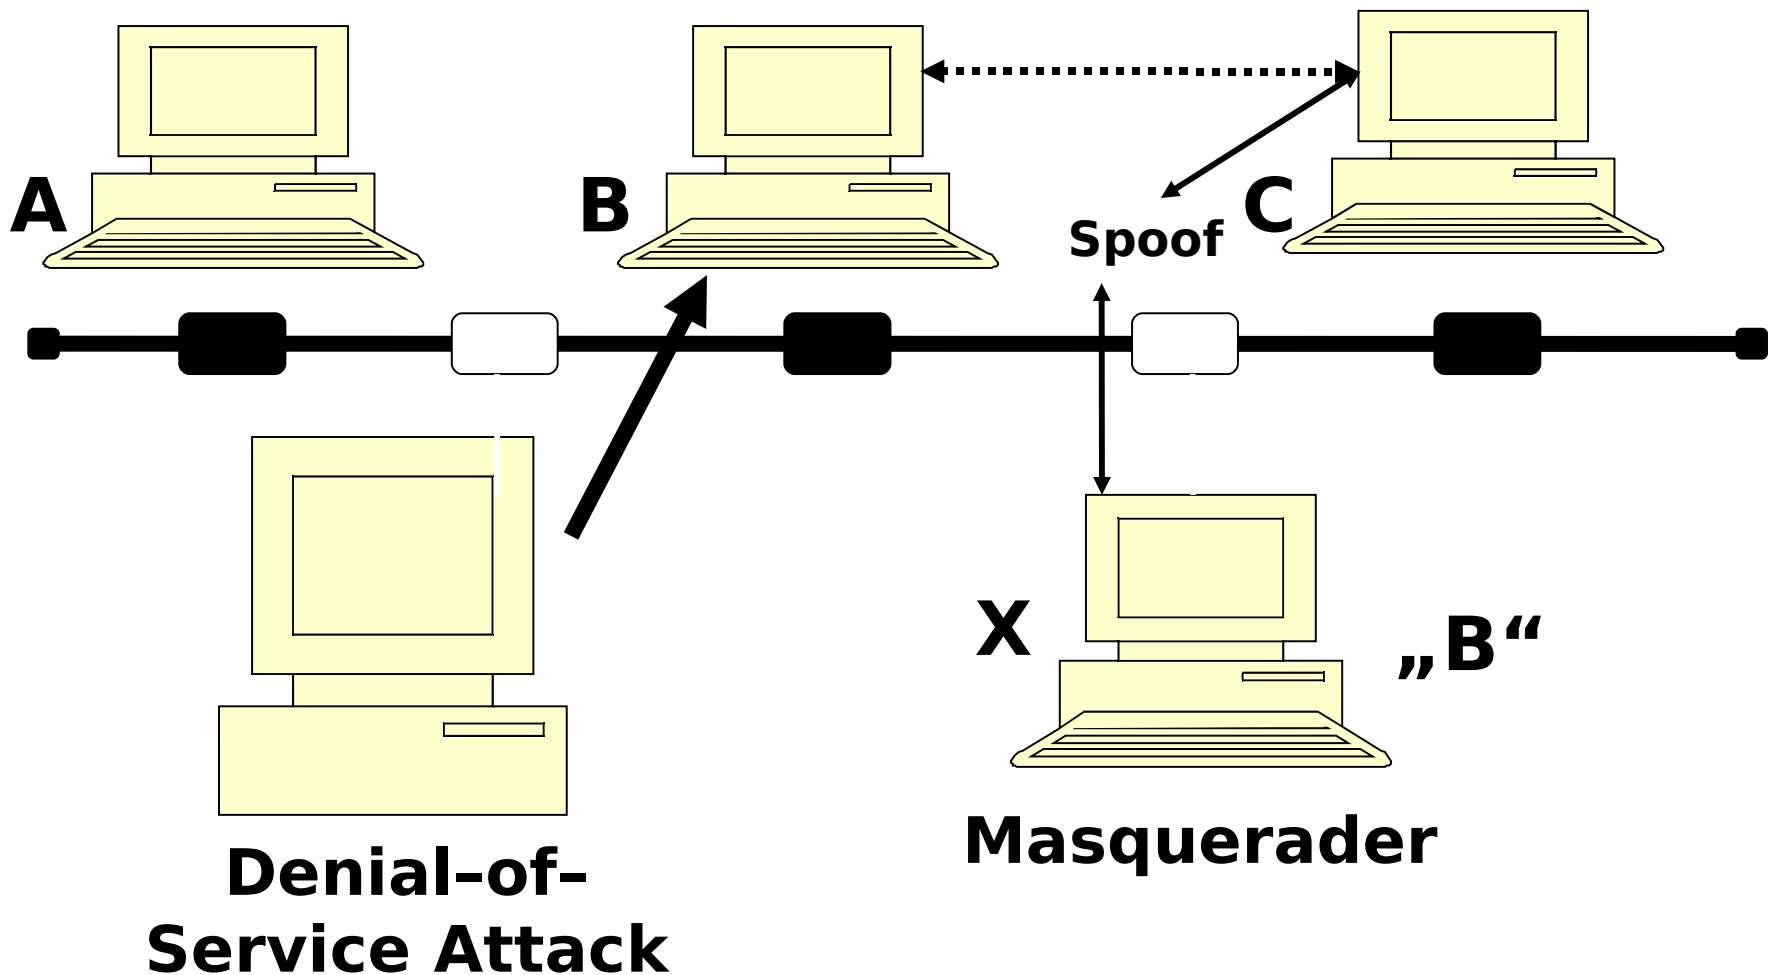 A
B
C
Spoof
X
„B“
Masquerader
Denial–of–
Service Attack